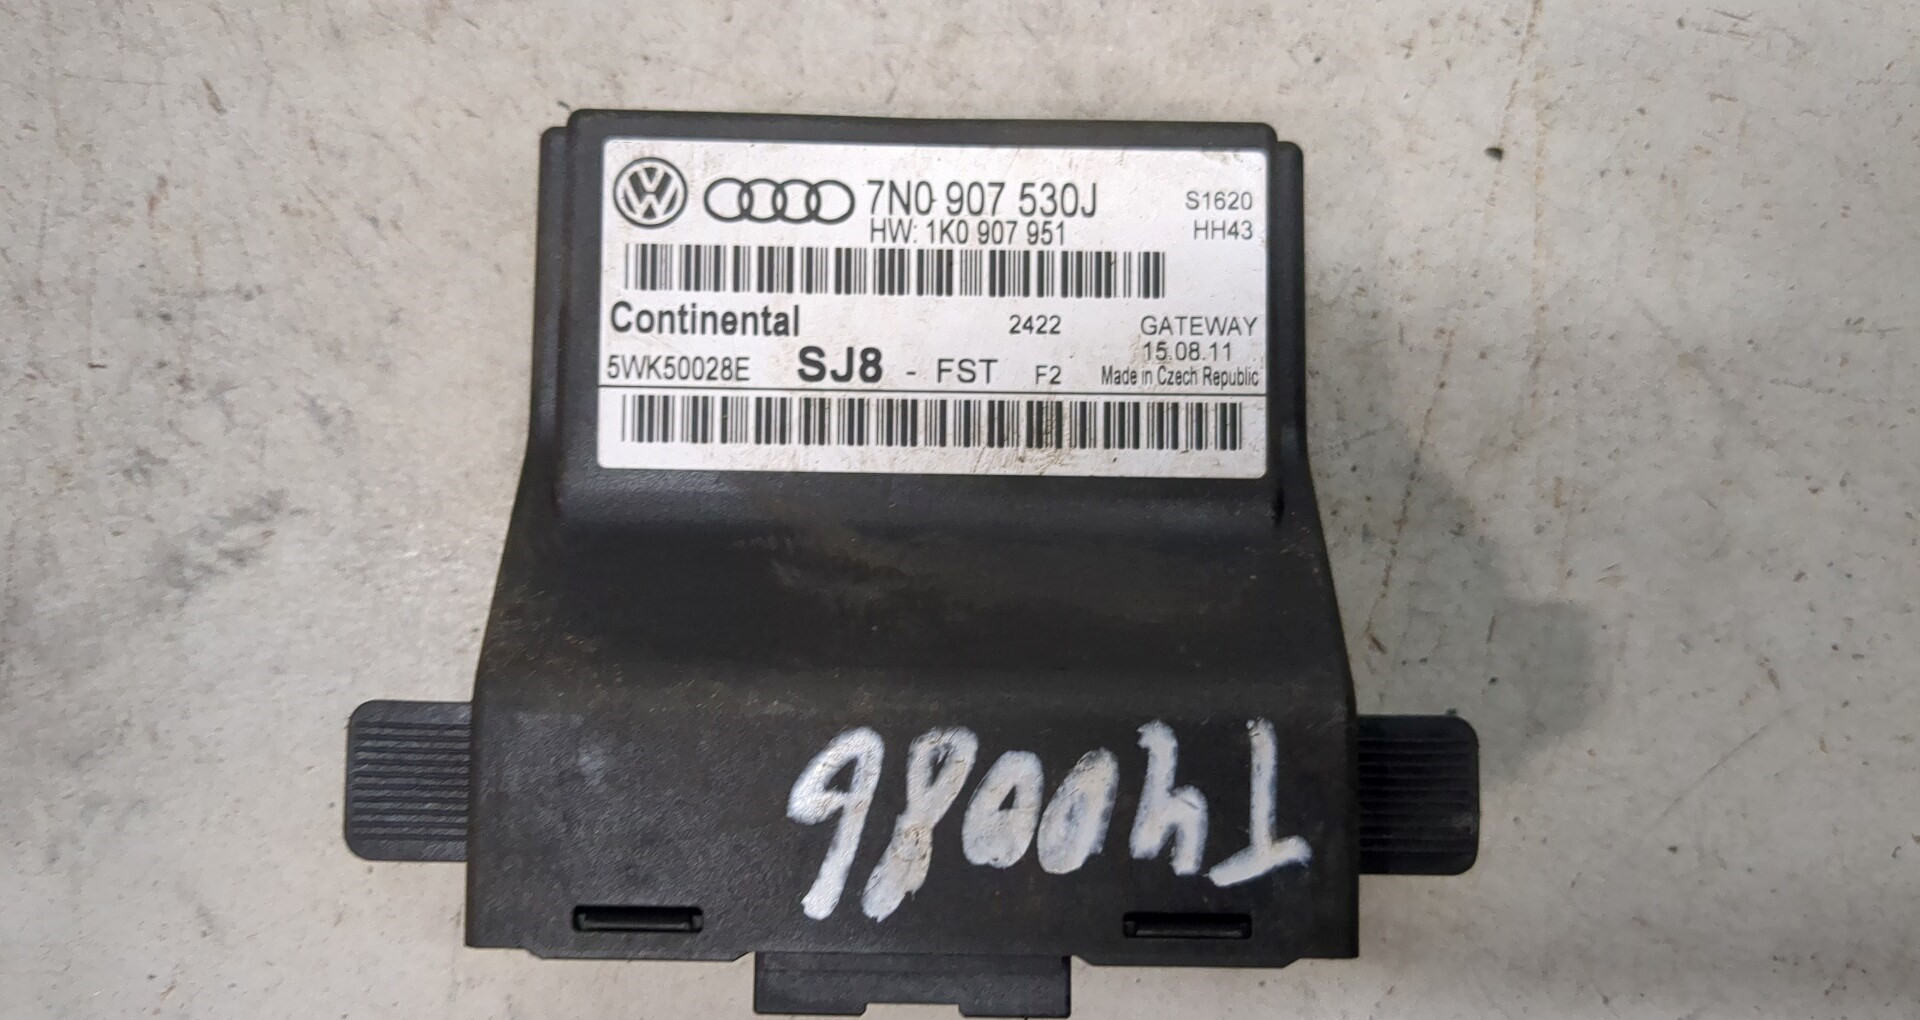 7N0 907 530J
S1620
HW: 1K0 907 951
HH43
Continental
2422
GATEWAY
15.08.11
5WK50028E
SJ8 - FST F2
Made in Czech Republic
T40086